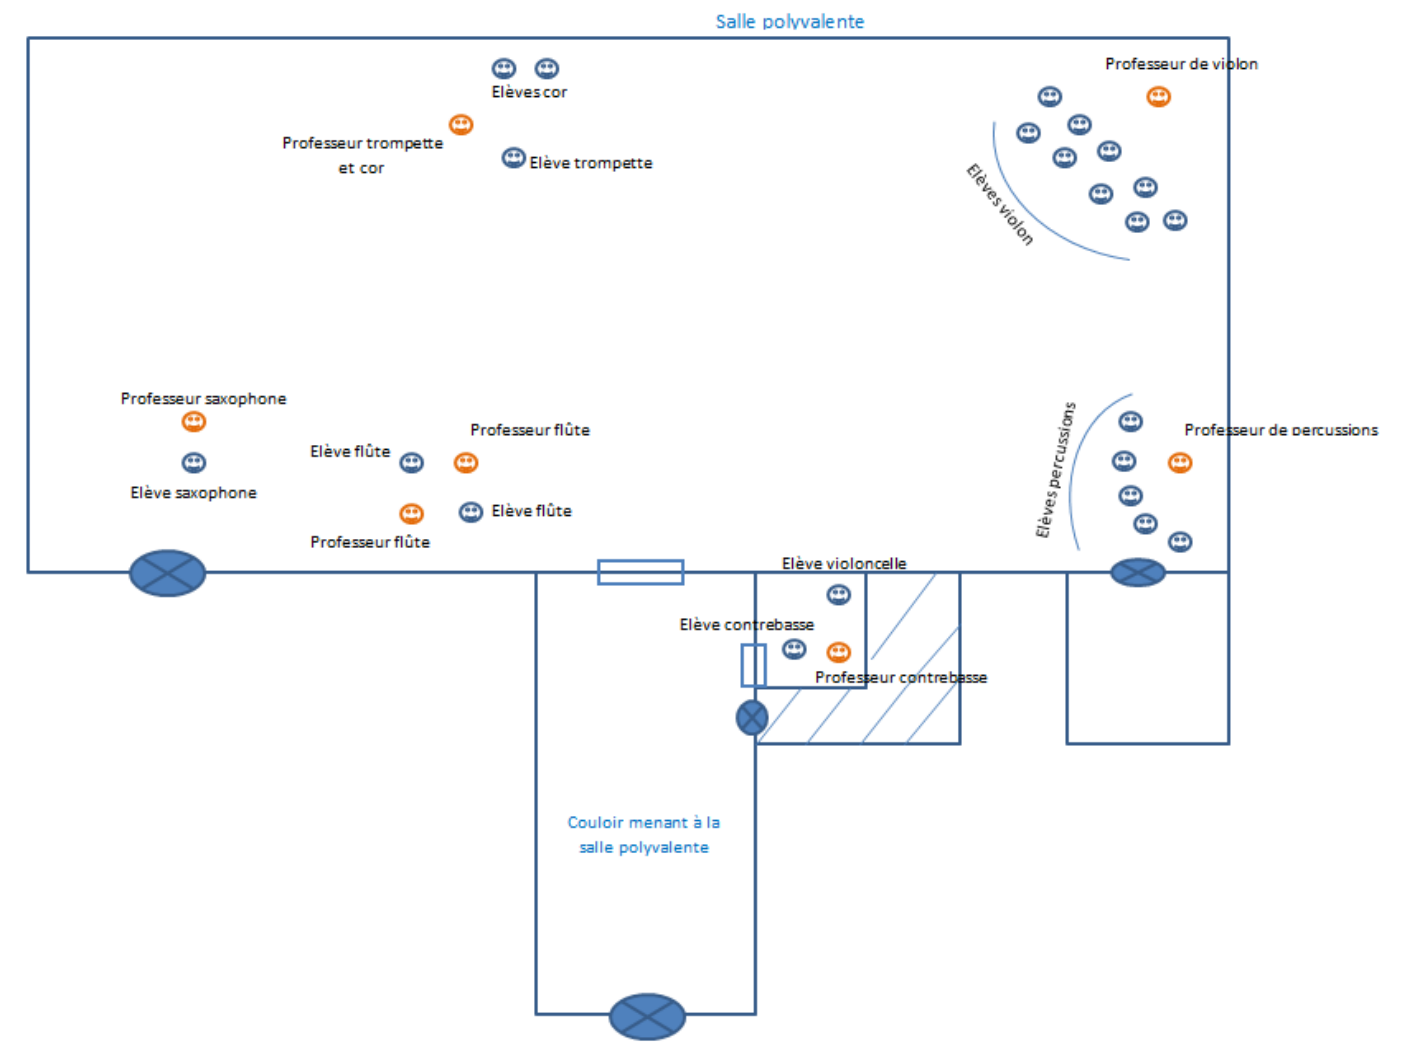 Salle polyvalente
Professeur de violon
Elèves cor
Professeur trompette
et cor
Elève trompette
Elèves violon
Professeur saxophone
Elève saxophone
Elève flûte
Professeur flûte
Elève flûte
Professeur flûte
Elèves percussions
Professeur de percussions
Elève violoncelle
Elève contrebasse
Professeur contrebasse
Couloir menant à la
salle polyvalente